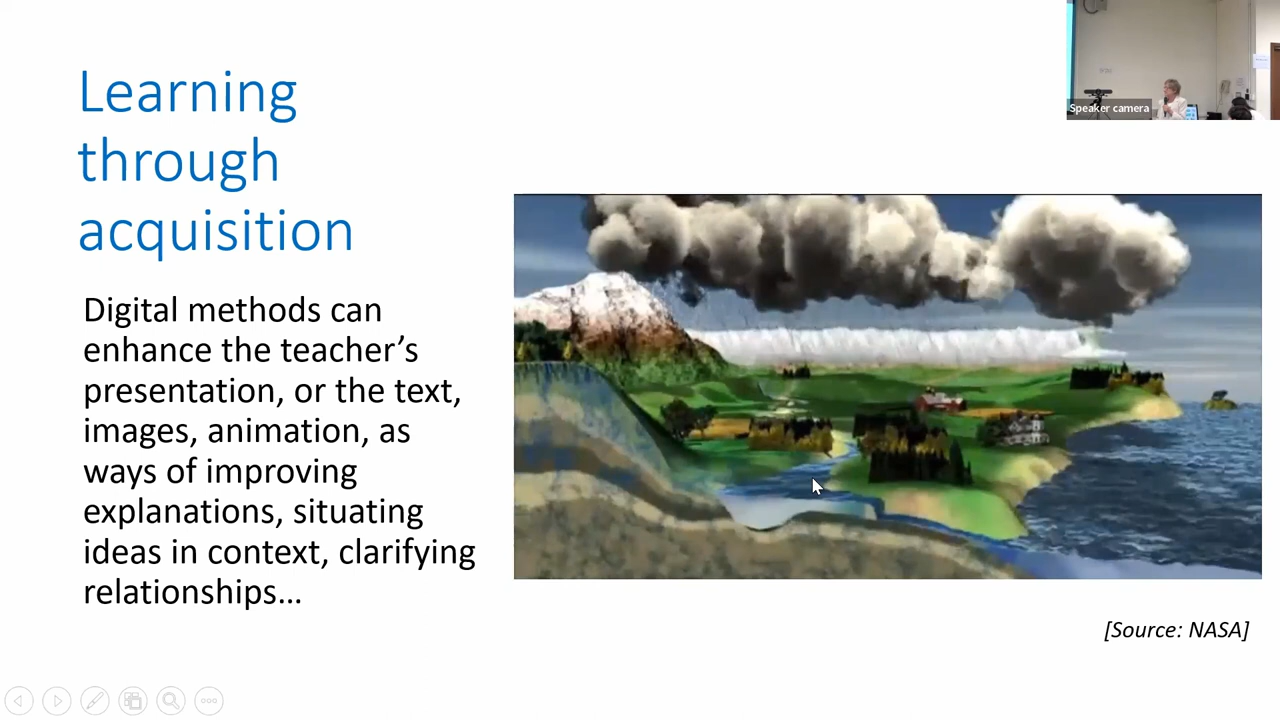 Learning
through
acquisition
Digital methods can
enhance the teacher’s
presentation, or the text,
images, animation, as
ways of improving
explanations, situating
ideas in context, clarifying
relationships…
[Source: NASA]
Speaker camera